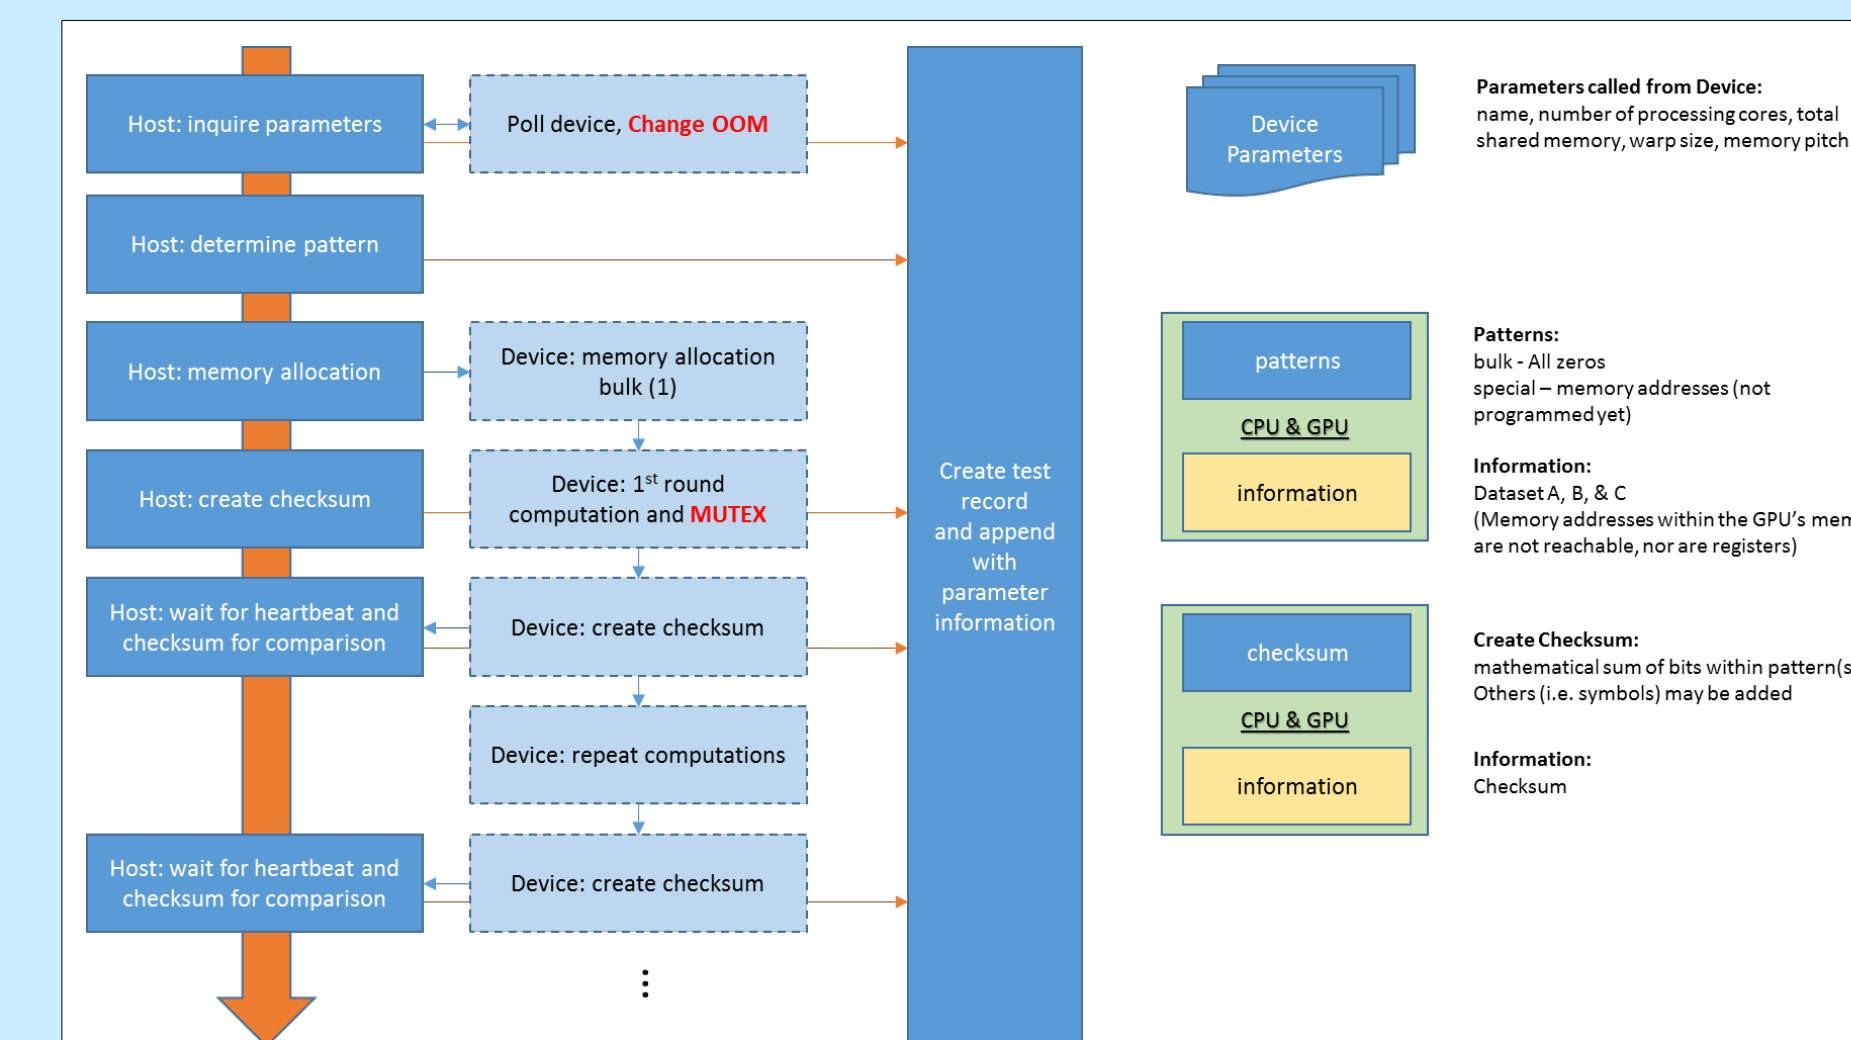 Host: inquire parameters
Poll device, Change OOM
Host: determine pattern
Host: memory allocation
Device: memory allocation
bulk (1)
Host: create checksum
Device: 1st round
computation and MUTEX
Host: wait for heartbeat and
checksum for comparison
Device: create checksum
Device: repeat computations
Host: wait for heartbeat and
checksum for comparison
Device: create checksum
⋮
Create test
record
and append
with
parameter
information
Device
Parameters
Parameters called from Device:
name, number of processing cores, total
shared memory, warp size, memory pitch
patterns
CPU & GPU
information
Patterns:
bulk - All zeros
special – memory addresses (not
programmed yet)
Information:
Dataset A, B, & C
(Memory addresses within the GPU's mem
are not reachable, nor are registers)
checksum
CPU & GPU
information
Create Checksum:
mathematical sum of bits within pattern(s
Others (i.e. symbols) may be added
Information:
Checksum